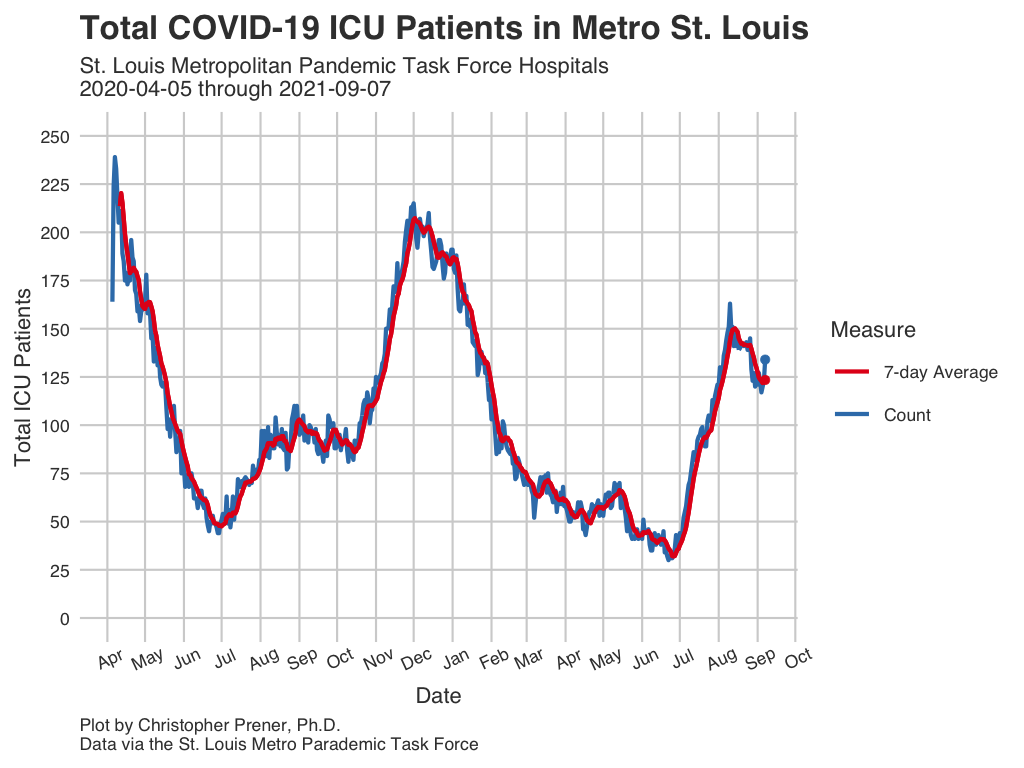 Total COVID-19 ICU Patients in Metro St. Louis
St. Louis Metropolitan Pandemic Task Force Hospitals
2020-04-05 through 2021-09-07
250
225
200
175
150
125
100
75
50
25
0
Total ICU Patients
Apr May Jun Jul Aug Sep Oct Nov Dec Jan Feb Mar Apr May Jun Jul Aug Sep Oct
Date
Measure
7-day Average
Count
Plot by Christopher Prener, Ph.D.
Data via the St. Louis Metro Parademic Task Force